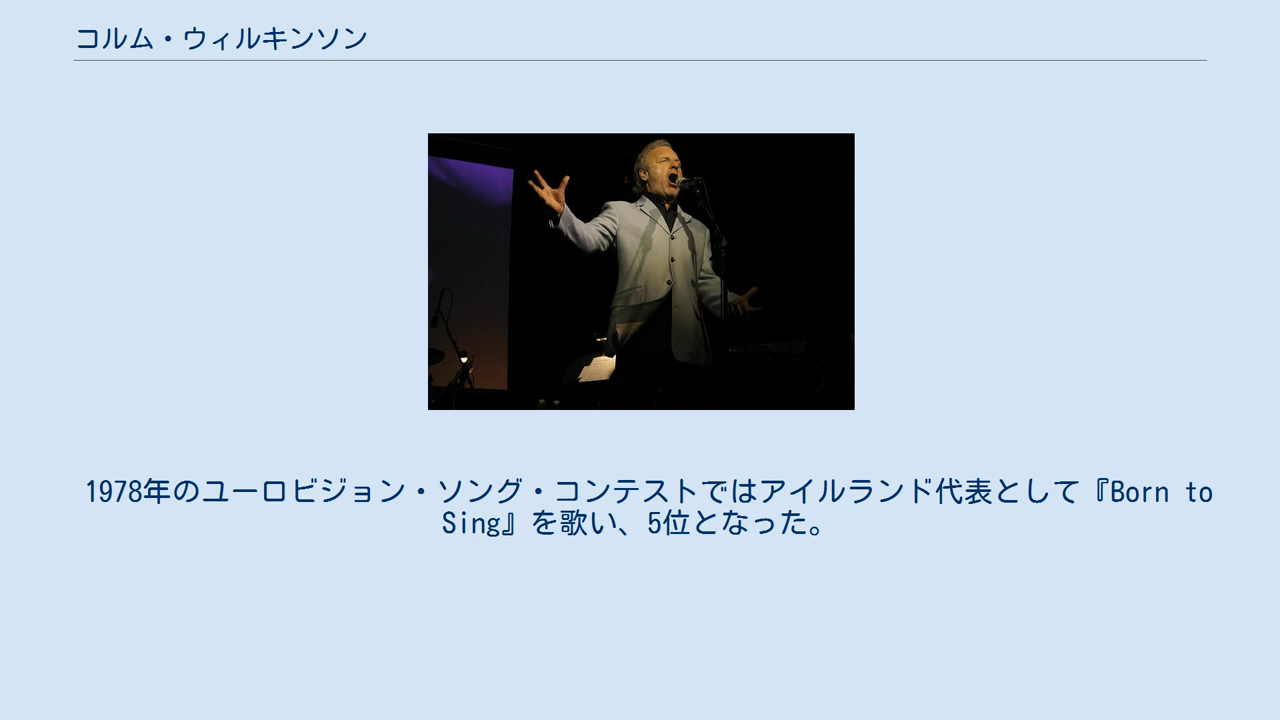 コルム・ウィルキンソン
1978年のユーロビジョン・ソング・コンテストではアイルランド代表として『Born to
Sing』を歌い、5位となった。